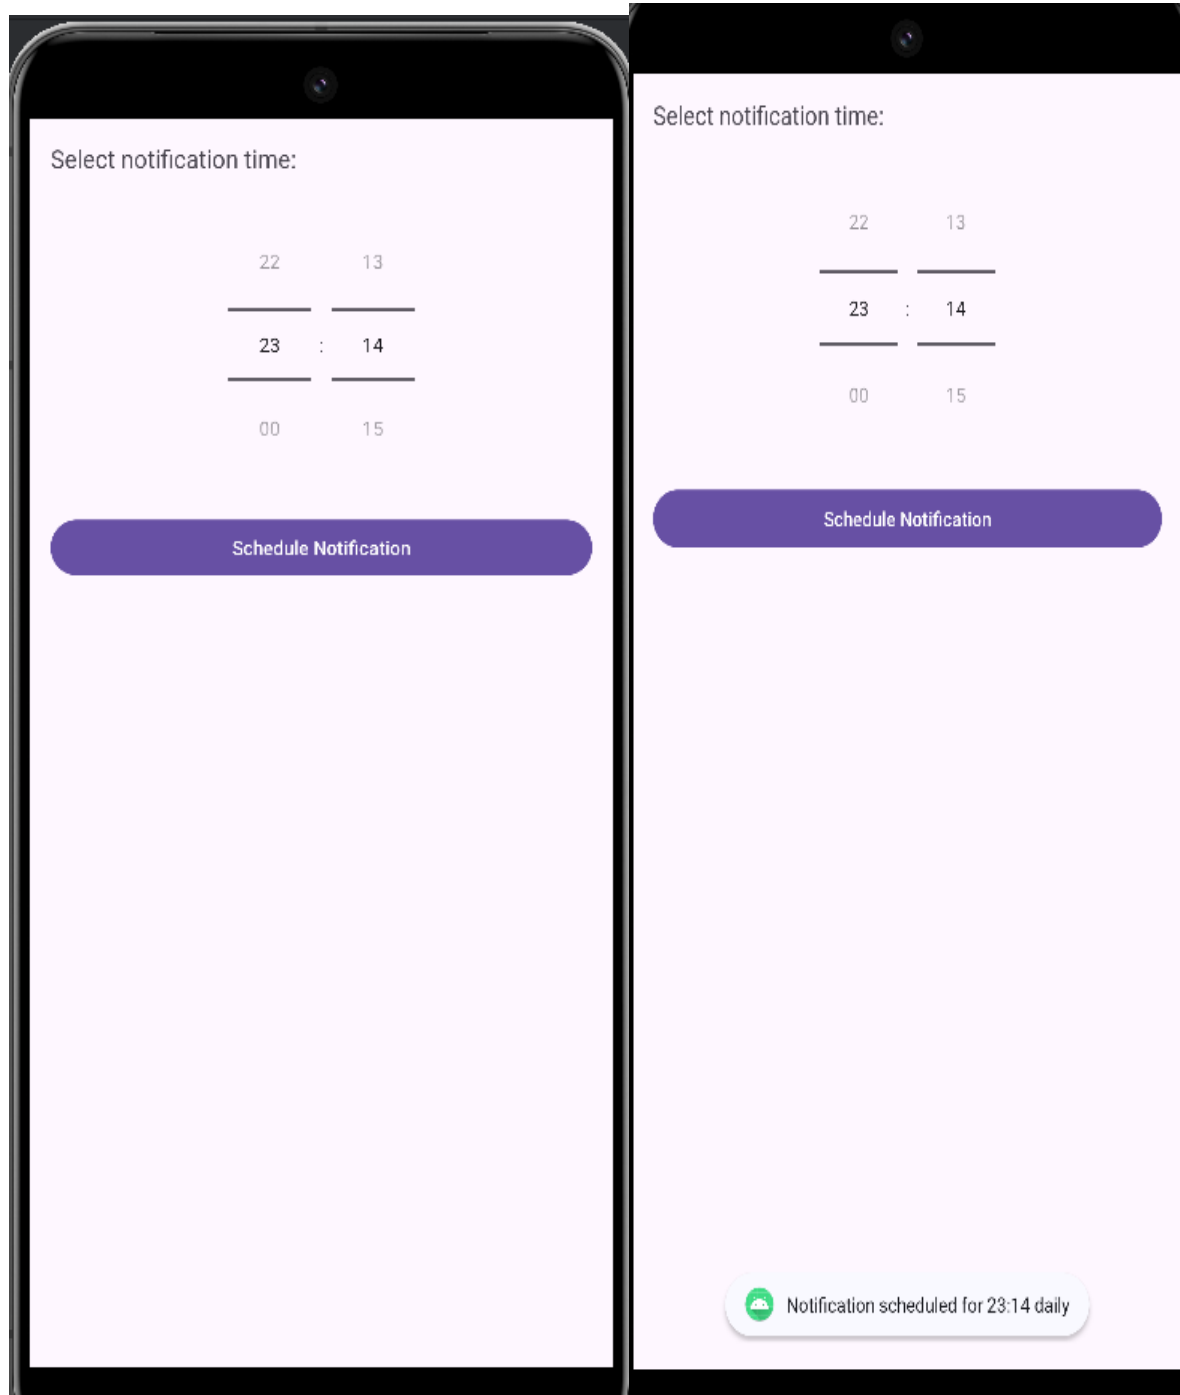 Select notification time:
22 13
23 : 14
00 15
Schedule Notification
Select notification time:
22 13
23 : 14
00 15
Schedule Notification
Notification scheduled for 23:14 daily